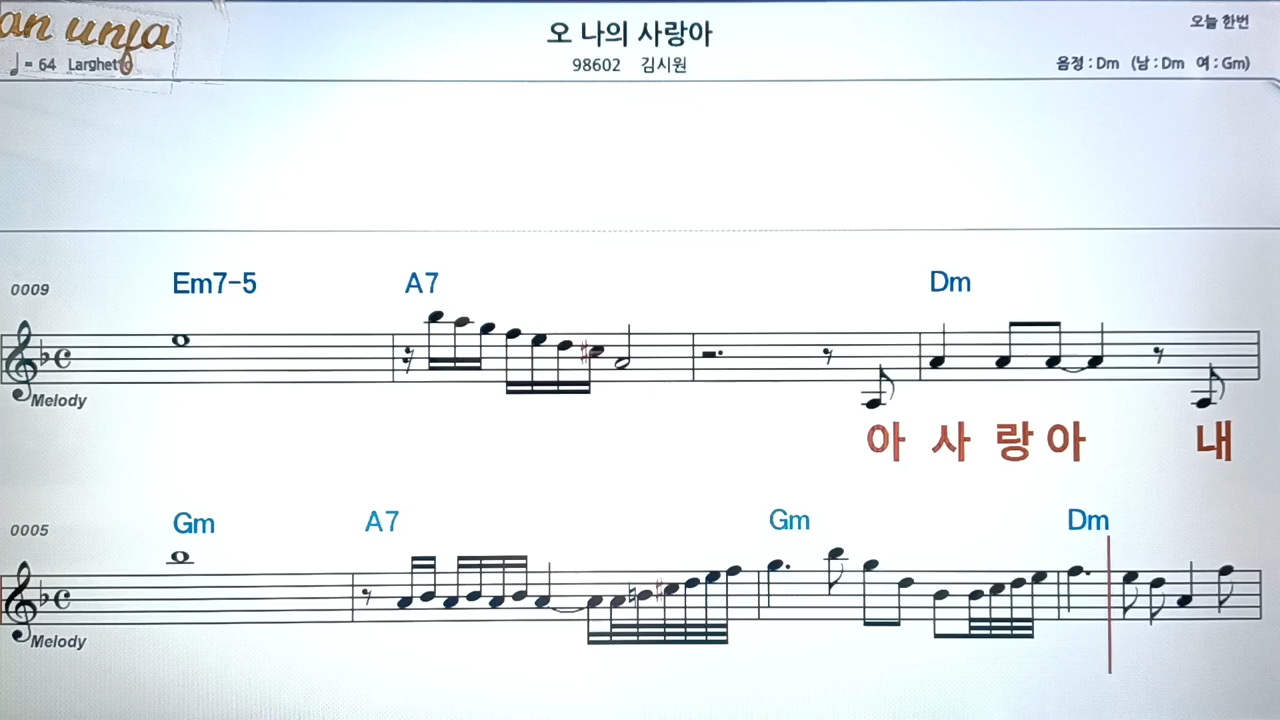 an unja
오 나의 사랑아
오늘 한번
♩= 64 Larghetto
98602 김시원
음정 : Dm (남 : Dm 여 : Gm)
0009 Em7-5 A7 Dm
Melody
아 사 랑 아 내
0005 Gm A7 Gm Dm
Melody